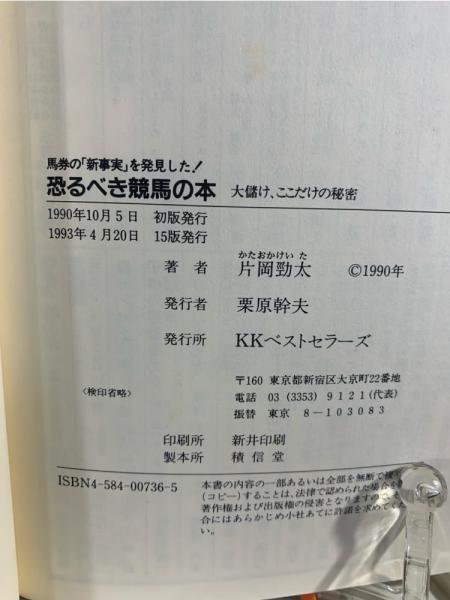 馬券の「新事実」を発見した!
恐るべき競馬の本 大儲け、ここだけの秘密
1990年10月5日 初版発行
1993年4月20日 15版発行
かたおかけいた
著者 片岡勁太 ©1990年
発行者 栗原幹夫
発行所 KKベストセラーズ
〒160 東京都新宿区大京町22番地
〈検印省略〉 電話 03 (3353) 9121 (代表)
振替 東京 8-103083
印刷所 新井印刷
製本所 積信堂
ISBN4-584-00736-5 本書の内容の一部あるいは全部を無断で複写
(コピー)することは、法律で認められた場合を
著作権および出版権の侵害となりますので、そ
合にはあらかじめ小社あてに許諾を求めてくだ
い。